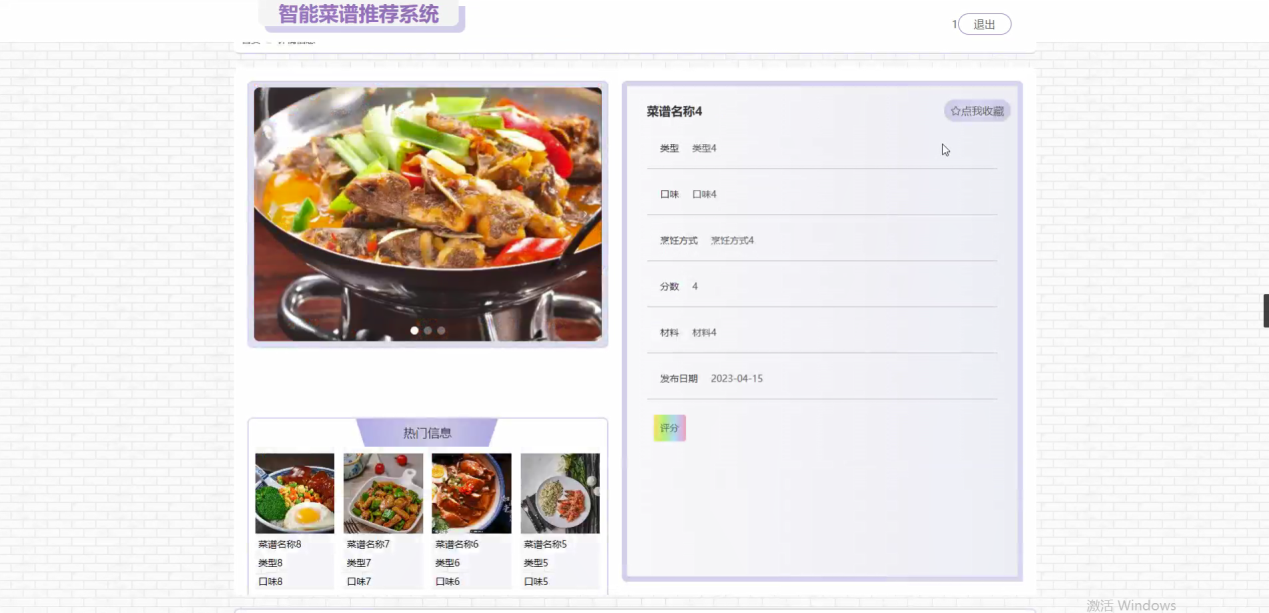 智能菜谱推荐系统
1 退出
菜谱名称4
☆点我收藏
类型 类型4
口味 口味4
烹饪方式 烹饪方式4
分数 4
材料 材料4
发布日期 2023-04-15
评分
热门信息
菜谱名称8 菜谱名称7 菜谱名称6 菜谱名称5
类型8 类型7 类型6 类型5
口味8 口味7 口味6 口味5
激活 Windows